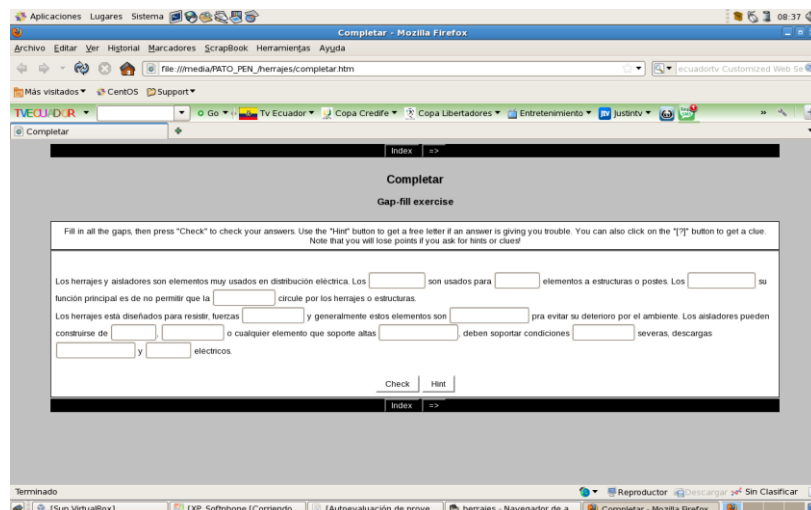 Aplicaciones Lugares Sistema 08:37
Completar - Mozilla Firefox
Archivo Editar Ver Historial Marcadores ScrapBook Herramientas Ayuda
file:///media/PATO_PEN_/herrajes/completar.htm ecuadortv Customized Web Se
Más visitados CentOS Support
TVECUADOR Go Tv Ecuador Copa Credife Copa Libertadores Entretenimiento Justintv »
Completar
Index =>
Completar
Gap-fill exercise
Fill in all the gaps, then press "Check" to check your answers. Use the "Hint" button to get a free letter if an answer is giving you trouble. You can also click on the "[?]" button to get a clue.
Note that you will lose points if you ask for hints or clues!
Los herrajes y aisladores son elementos muy usados en distribución eléctrica. Los son usados para elementos a estructuras o postes. Los su
función principal es de no permitir que la circule por los herrajes o estructuras.
Los herrajes está diseñados para resistir, fuerzas y generalmente estos elementos son pra evitar su deterioro por el ambiente. Los aisladores pueden
construirse de , o cualquier elemento que soporte altas , deben soportar condiciones severas, descargas
y eléctricos.
Check Hint
Index =>
Terminado Reproductor Descargar Sin Clasificar
[Sun VirtualBox] [XP_Softphone [Corriendo [Autoevaluación de prove herrajes - Navegador de a Completar - Mozilla Firefox